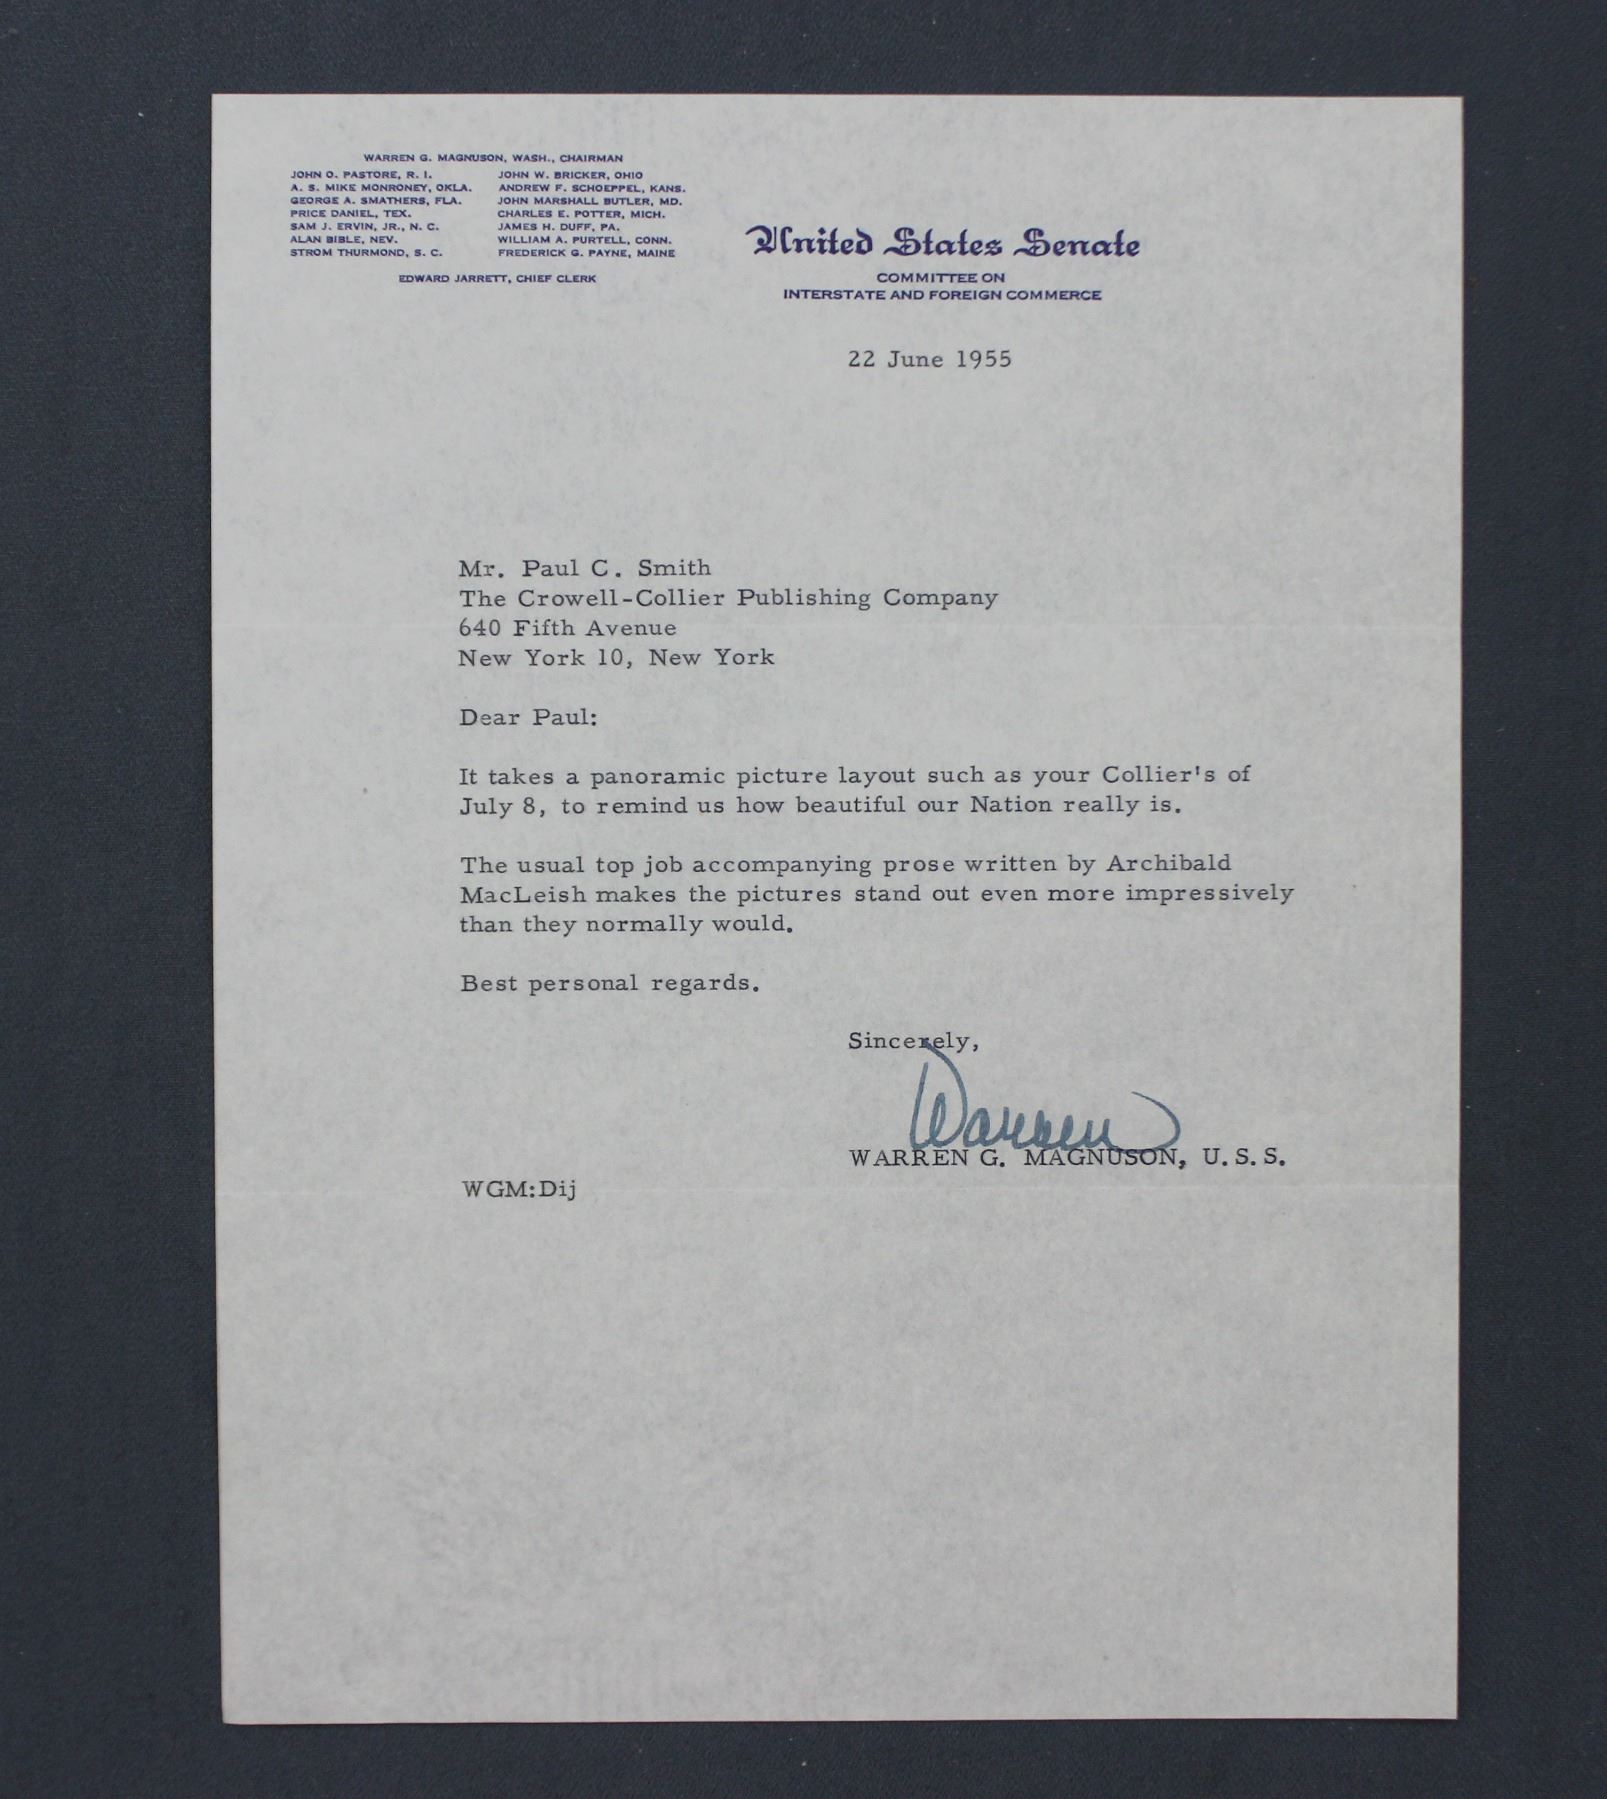 WARREN G. MAGNUSON, WASH., CHAIRMAN
JOHN O. PASTORE, R. I.
A. S. MIKE MONRONEY, OKLA.
GEORGE A. SMATHERS, FLA.
PRICE DANIEL, TEX.
SAM J. ERVIN, JR., N. C.
ALAN BIBLE, NEV.
STROM THURMOND, S. C.
JOHN W. BRICKER, OHIO
ANDREW F. SCHOEPPEL, KANS.
JOHN MARSHALL BUTLER, MD.
CHARLES E. POTTER, MICH.
JAMES H. DUFF, PA.
WILLIAM A. PURTELL, CONN.
FREDERICK G. PAYNE, MAINE
EDWARD JARRETT, CHIEF CLERK
United States Senate
COMMITTEE ON
INTERSTATE AND FOREIGN COMMERCE
22 June 1955
Mr. Paul C. Smith
The Crowell-Collier Publishing Company
640 Fifth Avenue
New York 10, New York
Dear Paul:
It takes a panoramic picture layout such as your Collier's of
July 8, to remind us how beautiful our Nation really is.
The usual top job accompanying prose written by Archibald
MacLeish makes the pictures stand out even more impressively
than they normally would.
Best personal regards.
Sincerely,
Warren
WARREN G. MAGNUSON, U. S. S.
WGM:Dij